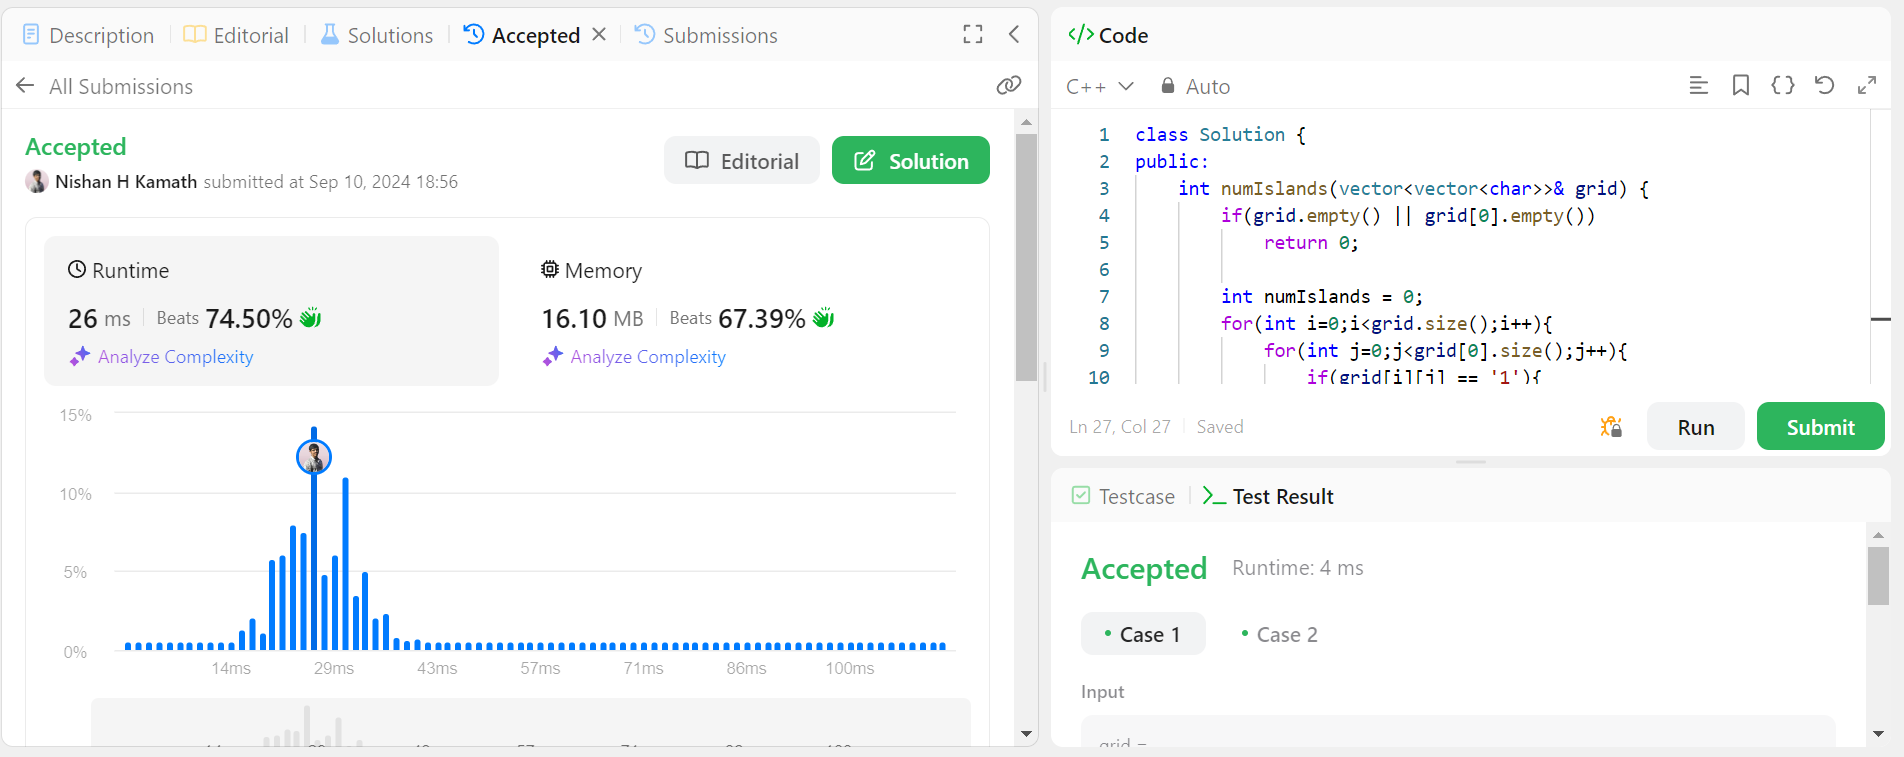 Description Editorial Solutions Accepted Submissions
All Submissions
Accepted
Nishan H Kamath submitted at Sep 10, 2024 18:56
Editorial
Solution
Runtime
26 ms Beats 74.50%
Analyze Complexity
Memory
16.10 MB Beats 67.39%
Analyze Complexity
15%
10%
5%
0%
14ms 29ms 43ms 57ms 71ms 86ms 100ms
</> Code
C++ Auto
1 class Solution {
2 public:
3 int numIslands(vector<vector<char>>& grid) {
4 if(grid.empty() || grid[0].empty())
5 return 0;
6
7 int numIslands = 0;
8 for(int i=0;i<grid.size();i++){
9 for(int j=0;j<grid[0].size();j++){
10 if(grid[i][j] == '1'){
Ln 27, Col 27 Saved
Run
Submit
Testcase Test Result
Accepted Runtime: 4 ms
Case 1 Case 2
Input
grid =